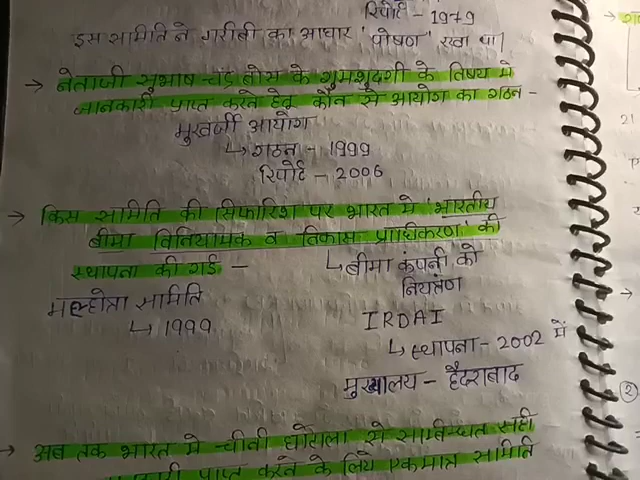 रिपोर्ट - 1979
इस समिति ने गरीबी का आधार 'पोषण' रखा था।
→ नेताजी सुभाष चंद्र बोस के गुमशुदगी के विषय मे
जानकारी प्राप्त करने हेतू कौन से आयोग का गठन -
मुखर्जी आयोग
↳ गठन - 1999
रिपोर्ट - 2006
→ किस समिति की सिफारिश पर भारत मे 'भारतीय
बीमा विनियामक व विकास प्राधिकरण' की
स्थापना की गई -
↳ बीमा कंपनी को
नियंत्रण
मल्होत्रा समिति
↳ 1999
IRDAI
↳ स्थापना - 2002 में
मुख्यालय - हैदराबाद
→ अब तक भारत मे चीनी घोटाला से सम्बन्धित सही
प्राप्त करने के लिये एकमात्र समिति
21
→
2